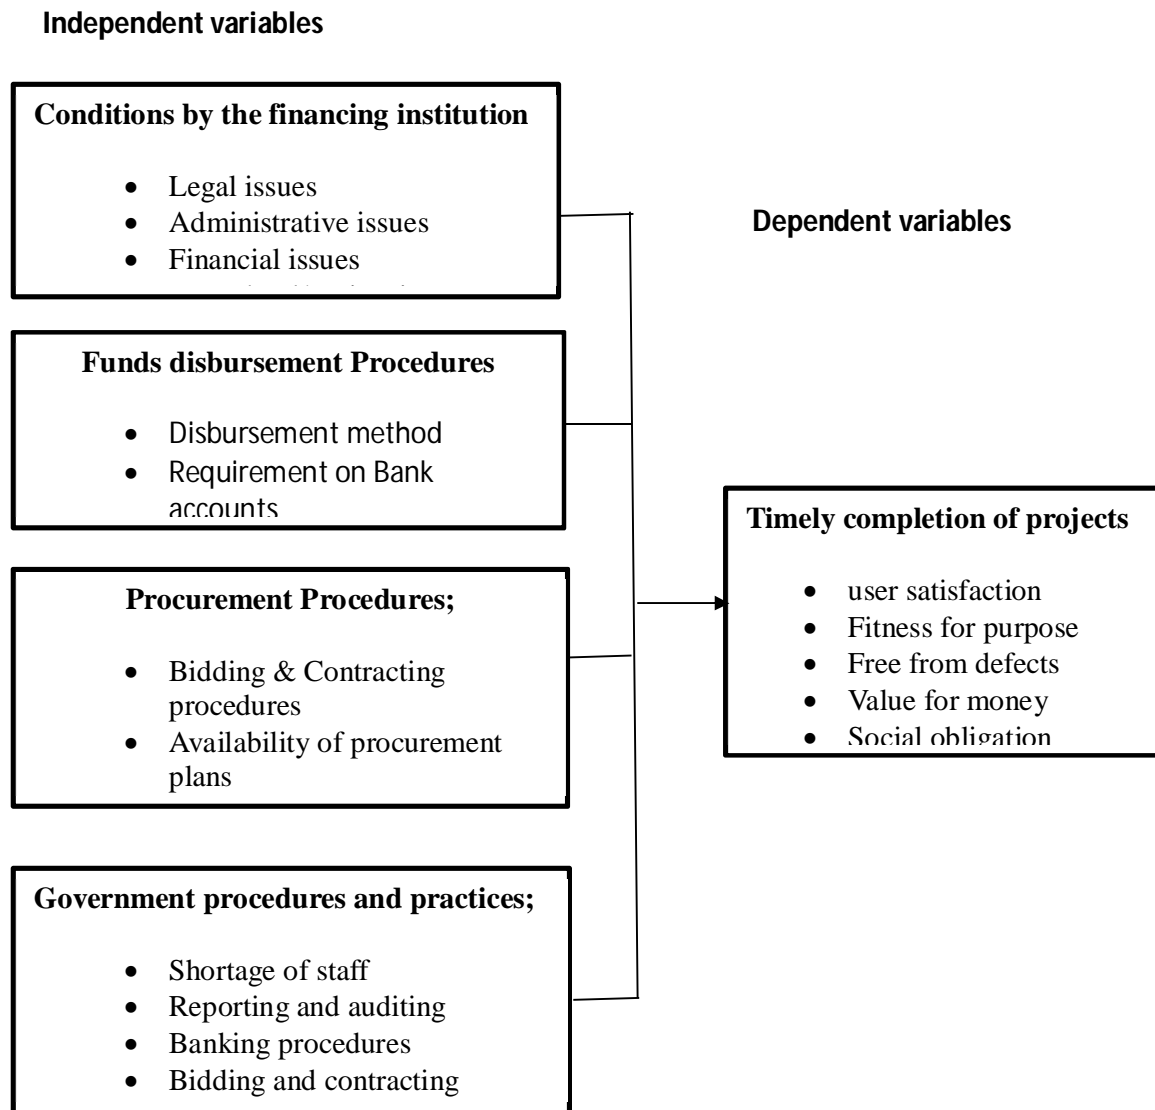 Independent variables
Conditions by the financing institution
• Legal issues
• Administrative issues
• Financial issues
Dependent variables
Funds disbursement Procedures
• Disbursement method
• Requirement on Bank
accounts
Procurement Procedures;
• Bidding & Contracting
procedures
• Availability of procurement
plans
Timely completion of projects
• user satisfaction
• Fitness for purpose
• Free from defects
• Value for money
• Social obligation
Government procedures and practices;
• Shortage of staff
• Reporting and auditing
• Banking procedures
• Bidding and contracting